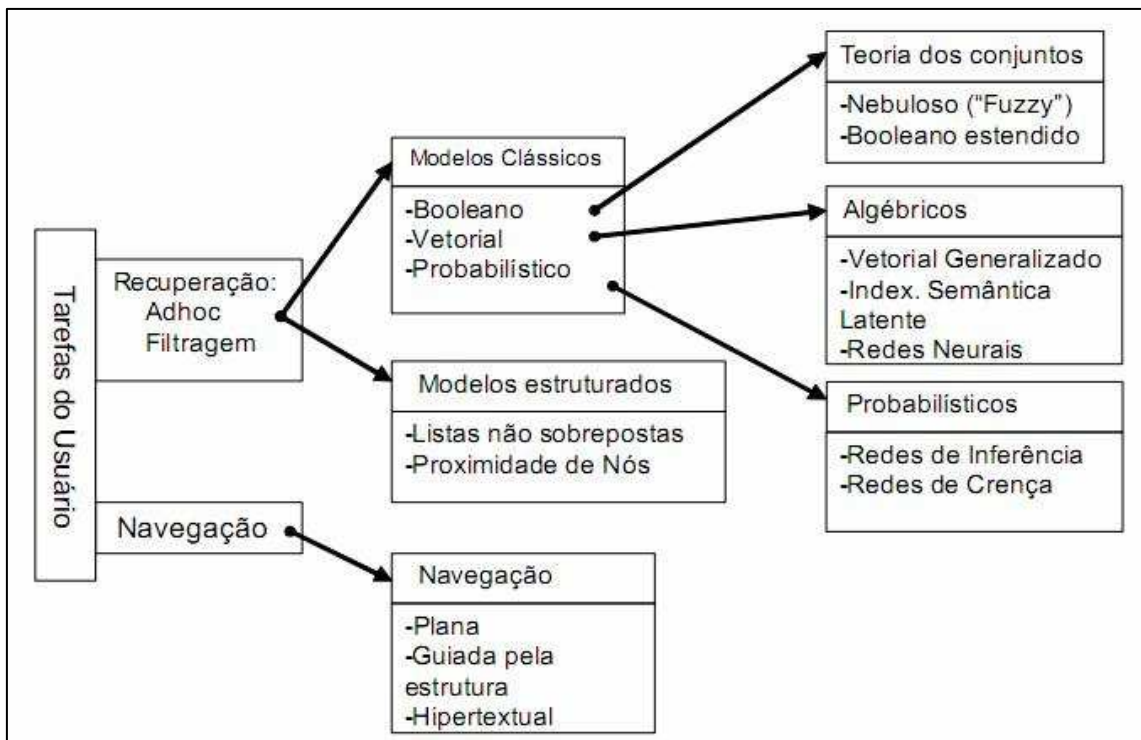 Tarefas do Usuário
Recuperação:
Adhoc
Filtragem
Navegação
Modelos Clássicos
-Booleano
-Vetorial
-Probabilístico
Modelos estruturados
-Listas não sobrepostas
-Proximidade de Nós
Navegação
-Plana
-Guiada pela
estrutura
-Hipertextual
Teoria dos conjuntos
-Nebuloso ("Fuzzy")
-Booleano estendido
Algébricos
-Vetorial Generalizado
-Index. Semântica
Latente
-Redes Neurais
Probabilísticos
-Redes de Inferência
-Redes de Crença